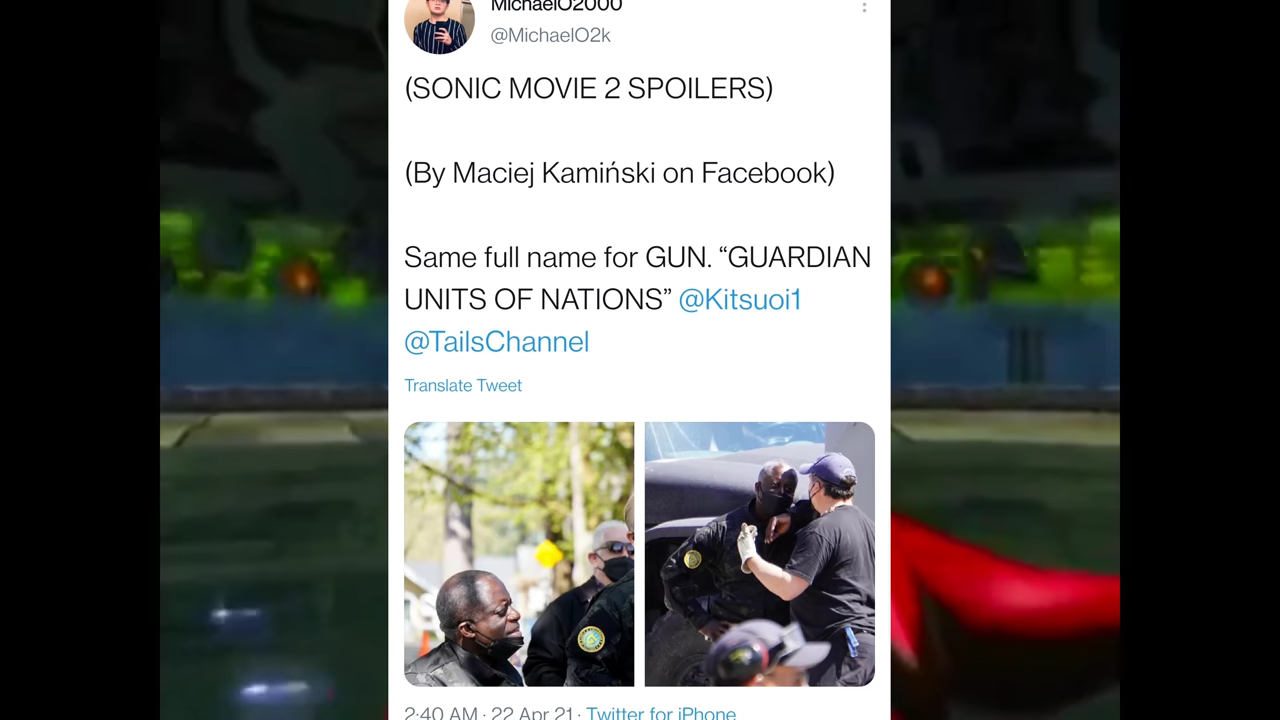 MichaelO2000
@MichaelO2k
(SONIC MOVIE 2 SPOILERS)
(By Maciej Kamiński on Facebook)
Same full name for GUN. “GUARDIAN
UNITS OF NATIONS” @Kitsuoi1
@TailsChannel
Translate Tweet
2:40 AM · 22 Apr 21 · Twitter for iPhone